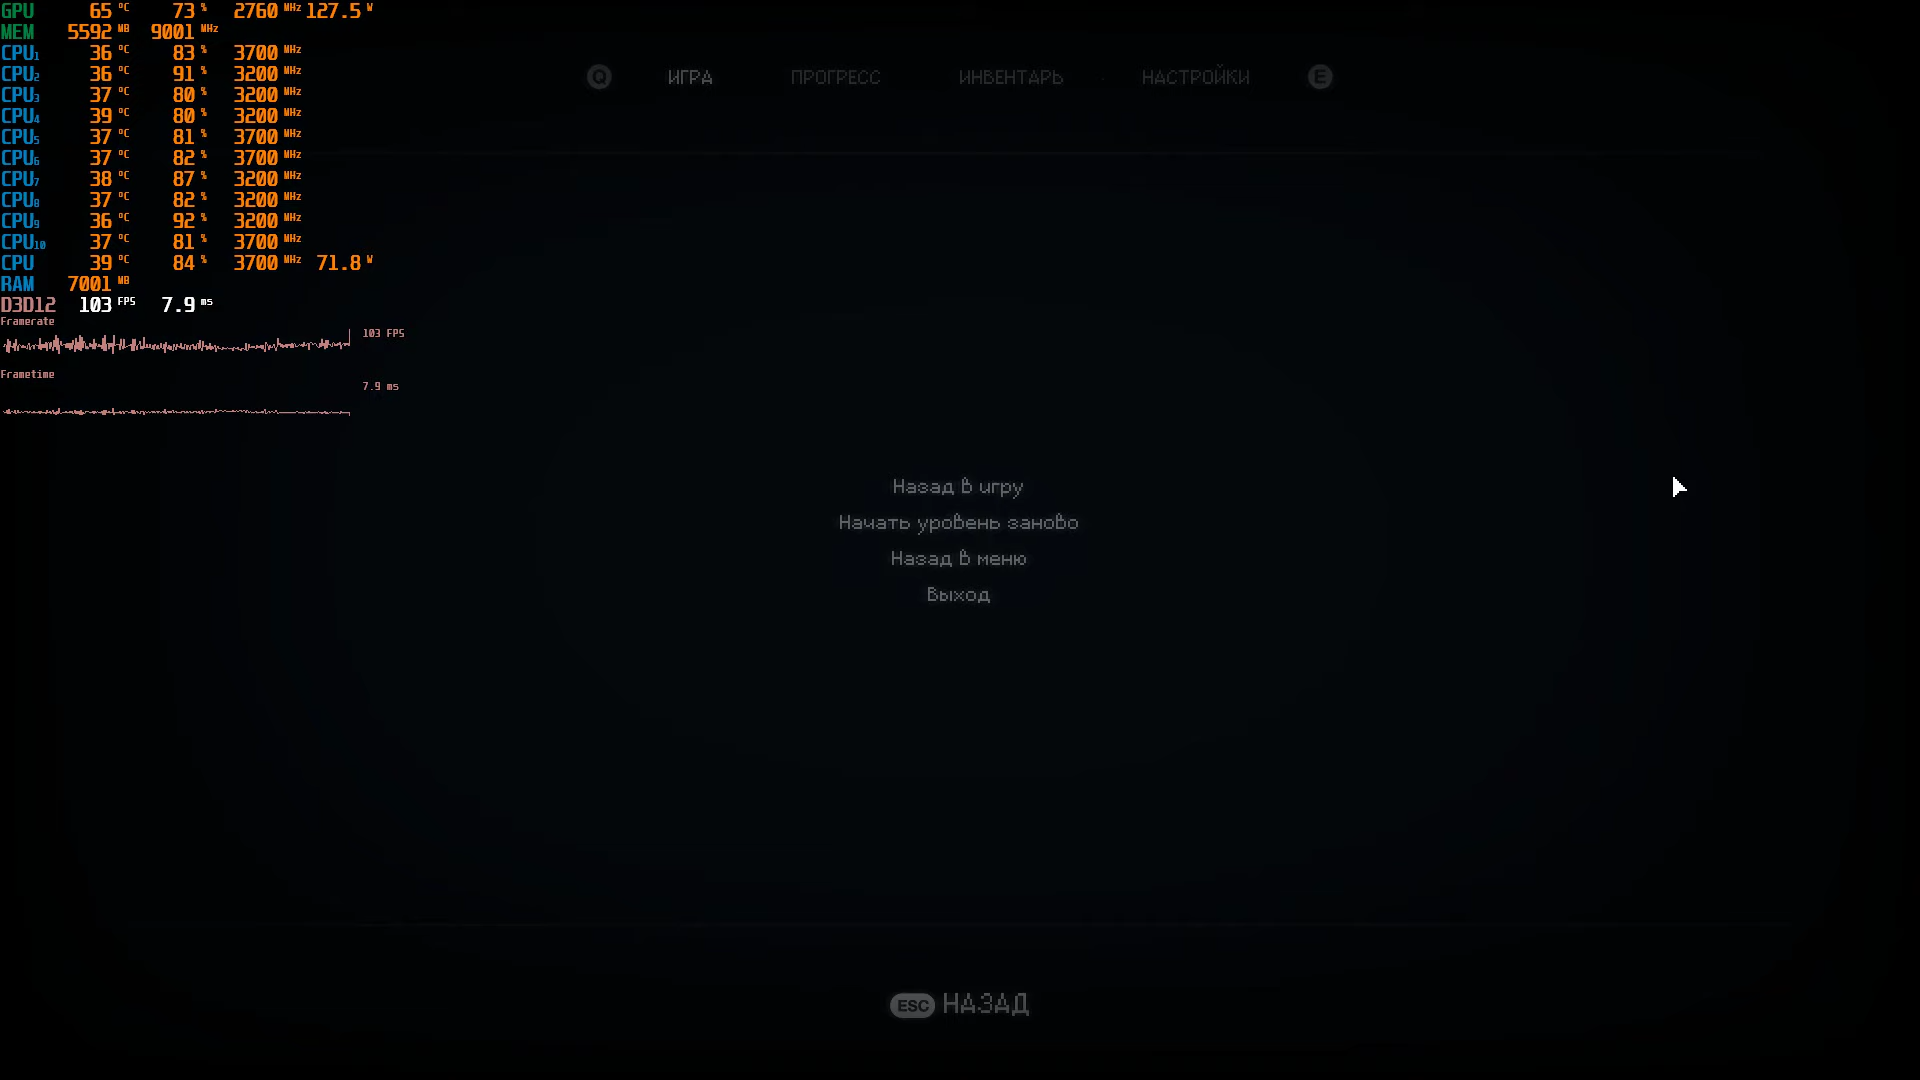 GPU 65 °C 73 % 2760 MHz 127.5 W
MEM 5592 MB 9001 MHz
CPU1 36 °C 83 % 3700 MHz
CPU2 36 °C 91 % 3200 MHz
CPU3 37 °C 80 % 3200 MHz
CPU4 39 °C 80 % 3200 MHz
CPU5 37 °C 81 % 3700 MHz
CPU6 37 °C 82 % 3700 MHz
CPU7 38 °C 87 % 3200 MHz
CPU8 37 °C 82 % 3200 MHz
CPU9 36 °C 92 % 3200 MHz
CPU10 37 °C 81 % 3700 MHz
CPU 39 °C 84 % 3700 MHz 71.8 W
RAM 7001 MB
D3D12 103 FPS 7.9 ms
Framerate
103 FPS
Frametime
7.9 ms
Q ИГРА ПРОГРЕСС ИНВЕНТАРЬ НАСТРОЙКИ E
Назад в игру
Начать уровень заново
Назад в меню
Выход
ESC НАЗАД